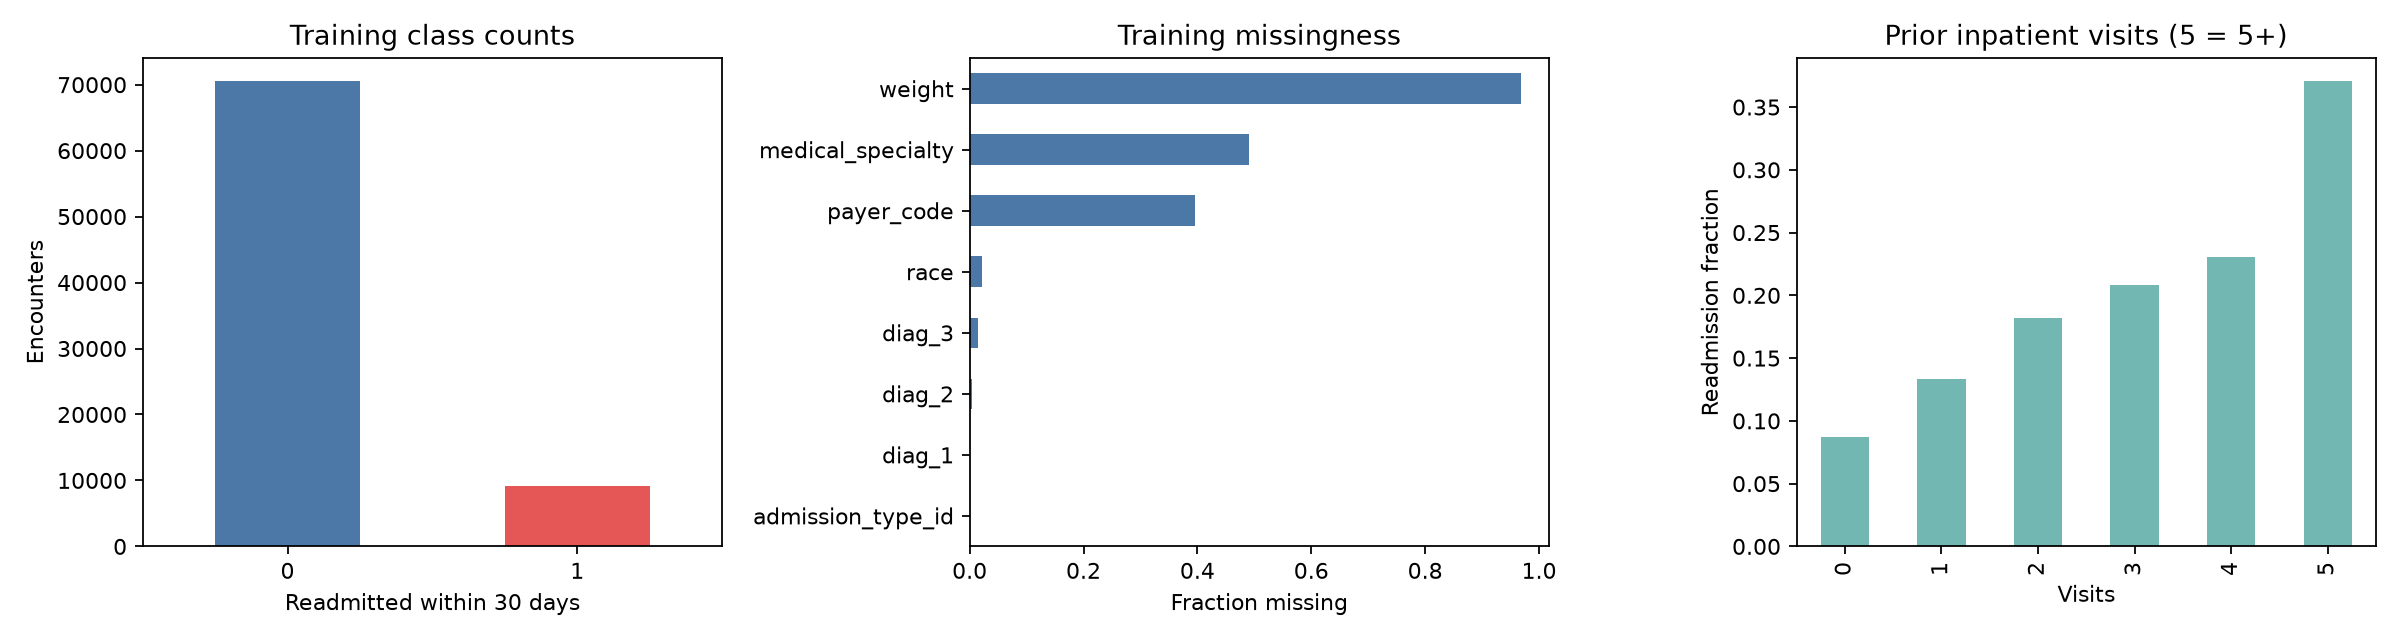 Training class counts
Encounters
70000
60000
50000
40000
30000
20000
10000
0
0 1
Readmitted within 30 days
Training missingness
weight
medical_specialty
payer_code
race
diag_3
diag_2
diag_1
admission_type_id
0.0 0.2 0.4 0.6 0.8 1.0
Fraction missing
Prior inpatient visits (5 = 5+)
Readmission fraction
0.35
0.30
0.25
0.20
0.15
0.10
0.05
0.00
0 1 2 3 4 5
Visits